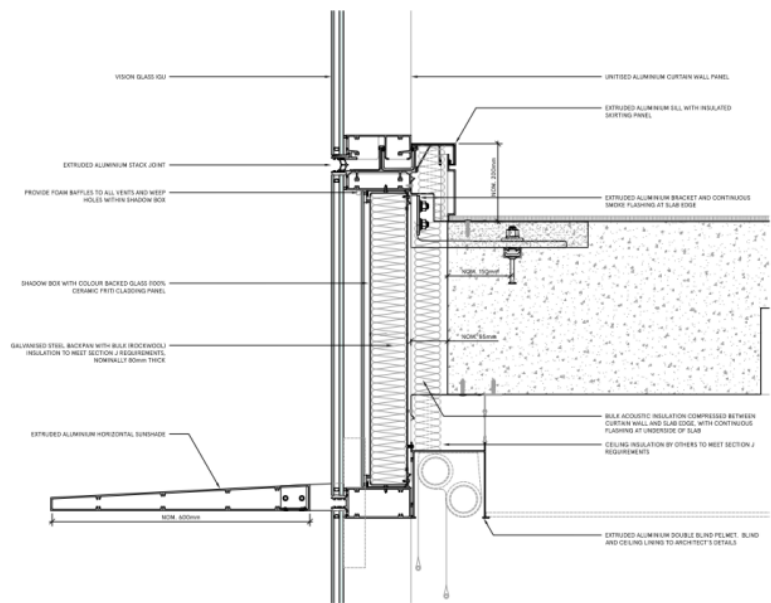 VISION GLASS IGU
EXTRUDED ALUMINIUM STACK JOINT
PROVIDE FOAM BAFFLES TO ALL VENTS AND WEEP
HOLES WITHIN SHADOW BOX
SHADOW BOX WITH COLOUR BACKED GLASS (100%
CERAMIC FRIT) CLADDING PANEL
GALVANISED STEEL BACKPAN WITH BULK (ROCKWOOL)
INSULATION TO MEET SECTION J REQUIREMENTS,
NOMINALLY 80mm THICK
EXTRUDED ALUMINIUM HORIZONTAL SUNSHADE
NOM. 600mm
UNITISED ALUMINIUM CURTAIN WALL PANEL
EXTRUDED ALUMINIUM SILL WITH INSULATED
SKIRTING PANEL
NOM. 200mm
EXTRUDED ALUMINIUM BRACKET AND CONTINUOUS
SMOKE FLASHING AT SLAB EDGE
NOM. 150mm
NOM. 85mm
BULK ACOUSTIC INSULATION COMPRESSED BETWEEN
CURTAIN WALL AND SLAB EDGE, WITH CONTINUOUS
FLASHING AT UNDERSIDE OF SLAB
CEILING INSULATION BY OTHERS TO MEET SECTION J
REQUIREMENTS
EXTRUDED ALUMINIUM DOUBLE BLIND PELMET. BLIND
AND CEILING LINING TO ARCHITECT'S DETAILS